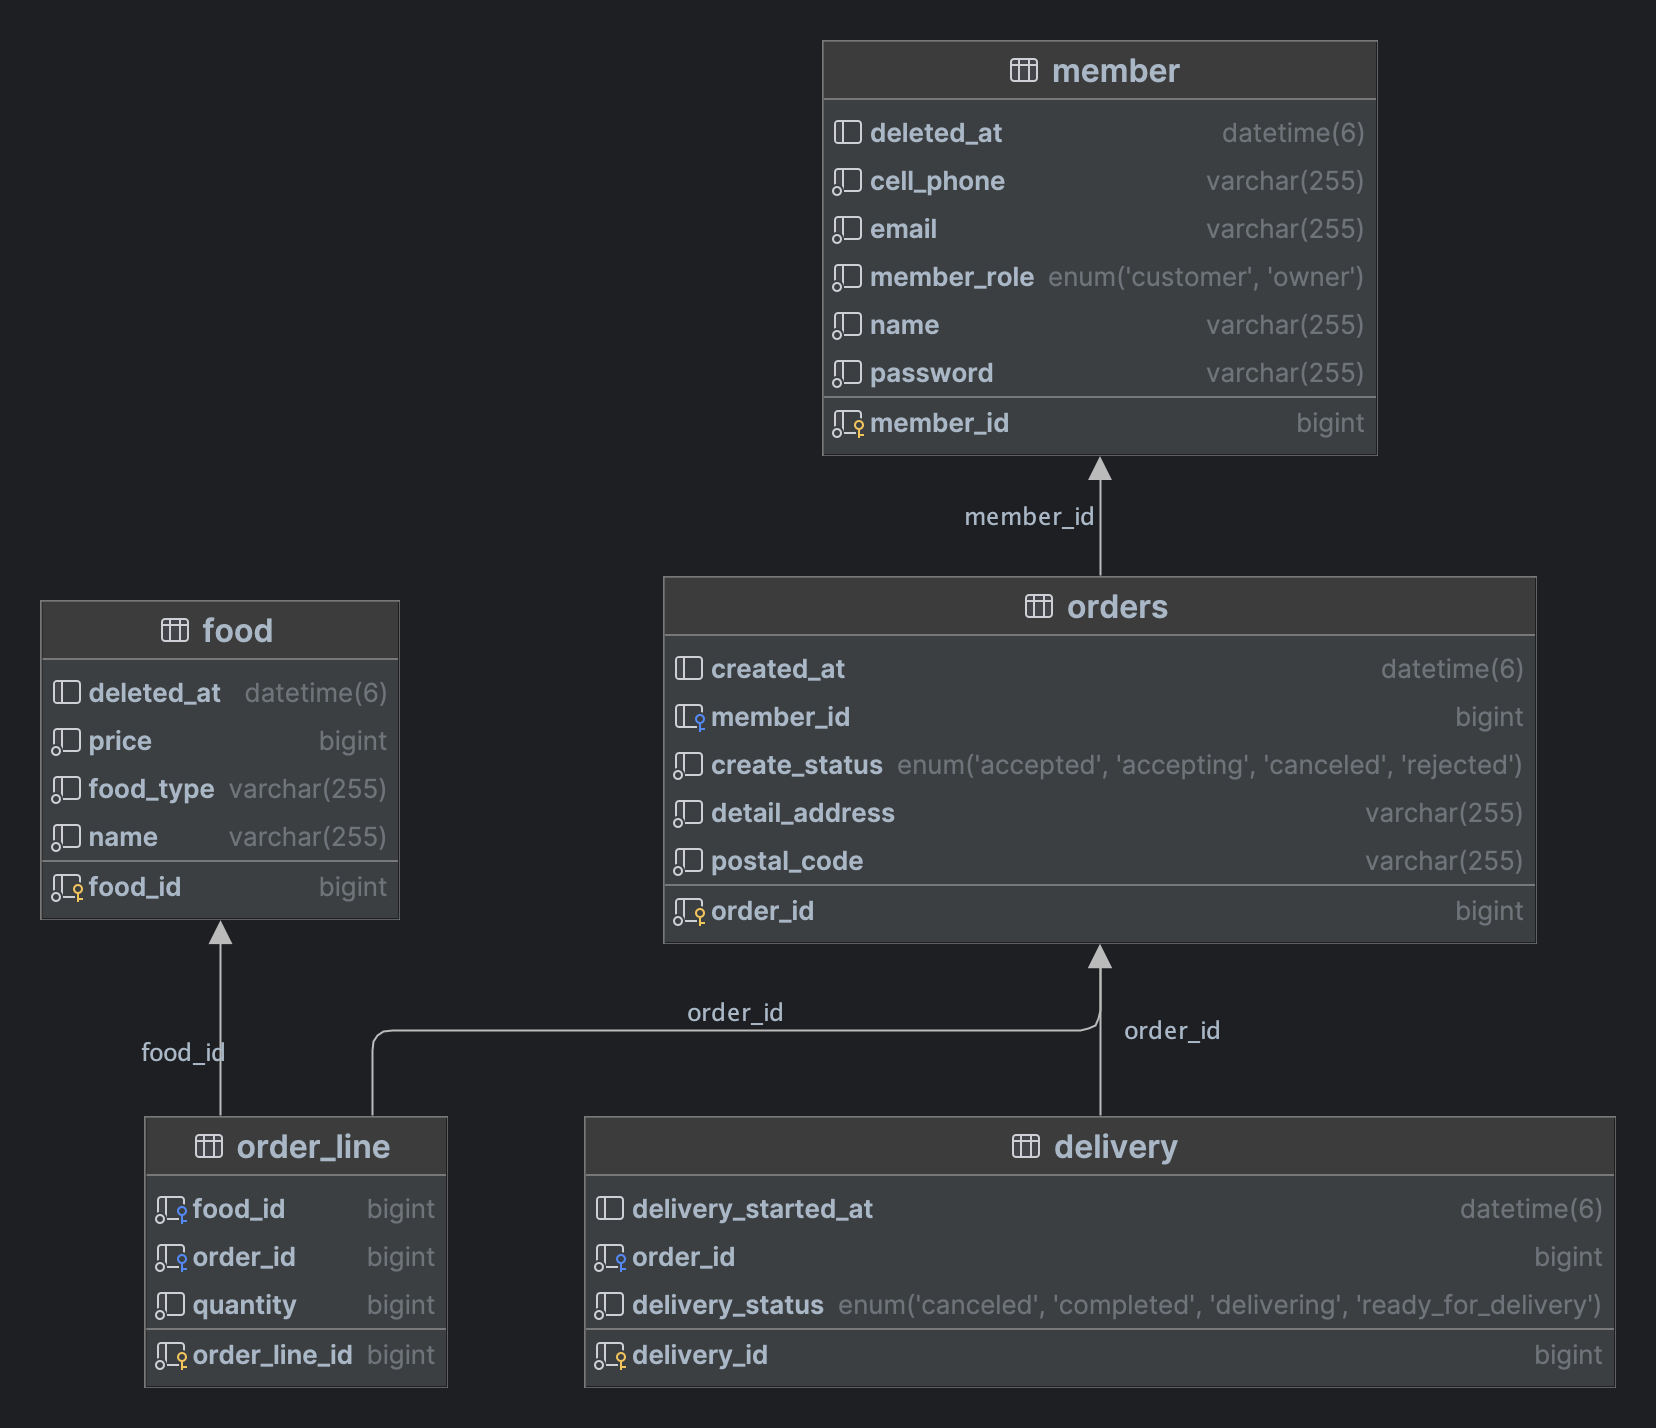 member
deleted_at datetime(6)
cell_phone varchar(255)
email varchar(255)
member_role enum('customer', 'owner')
name varchar(255)
password varchar(255)
member_id bigint
member_id
food
deleted_at datetime(6)
price bigint
food_type varchar(255)
name varchar(255)
food_id bigint
orders
created_at datetime(6)
member_id bigint
create_status enum('accepted', 'accepting', 'canceled', 'rejected')
detail_address varchar(255)
postal_code varchar(255)
order_id bigint
food_id
order_id
order_id
order_line
food_id bigint
order_id bigint
quantity bigint
order_line_id bigint
delivery
delivery_started_at datetime(6)
order_id bigint
delivery_status enum('canceled', 'completed', 'delivering', 'ready_for_delivery')
delivery_id bigint